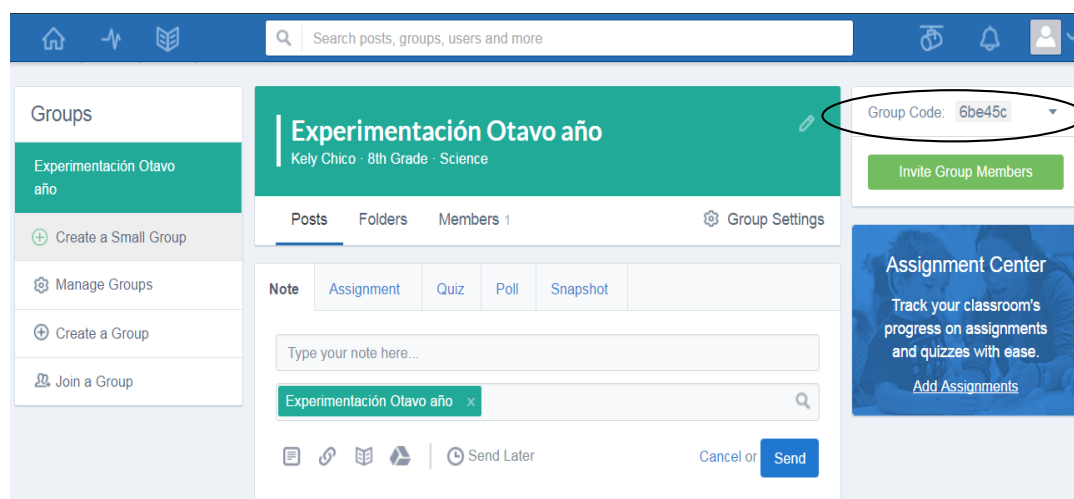 Search posts, groups, users and more
Groups
Experimentación Otavo
año
Create a Small Group
Manage Groups
Create a Group
Join a Group
Experimentación Otavo año
Kely Chico · 8th Grade · Science
Posts Folders Members 1 Group Settings
Note Assignment Quiz Poll Snapshot
Type your note here...
Experimentación Otavo año x
Send Later Cancel or Send
Group Code: 6be45c
Invite Group Members
Assignment Center
Track your classroom's
progress on assignments
and quizzes with ease.
Add Assignments